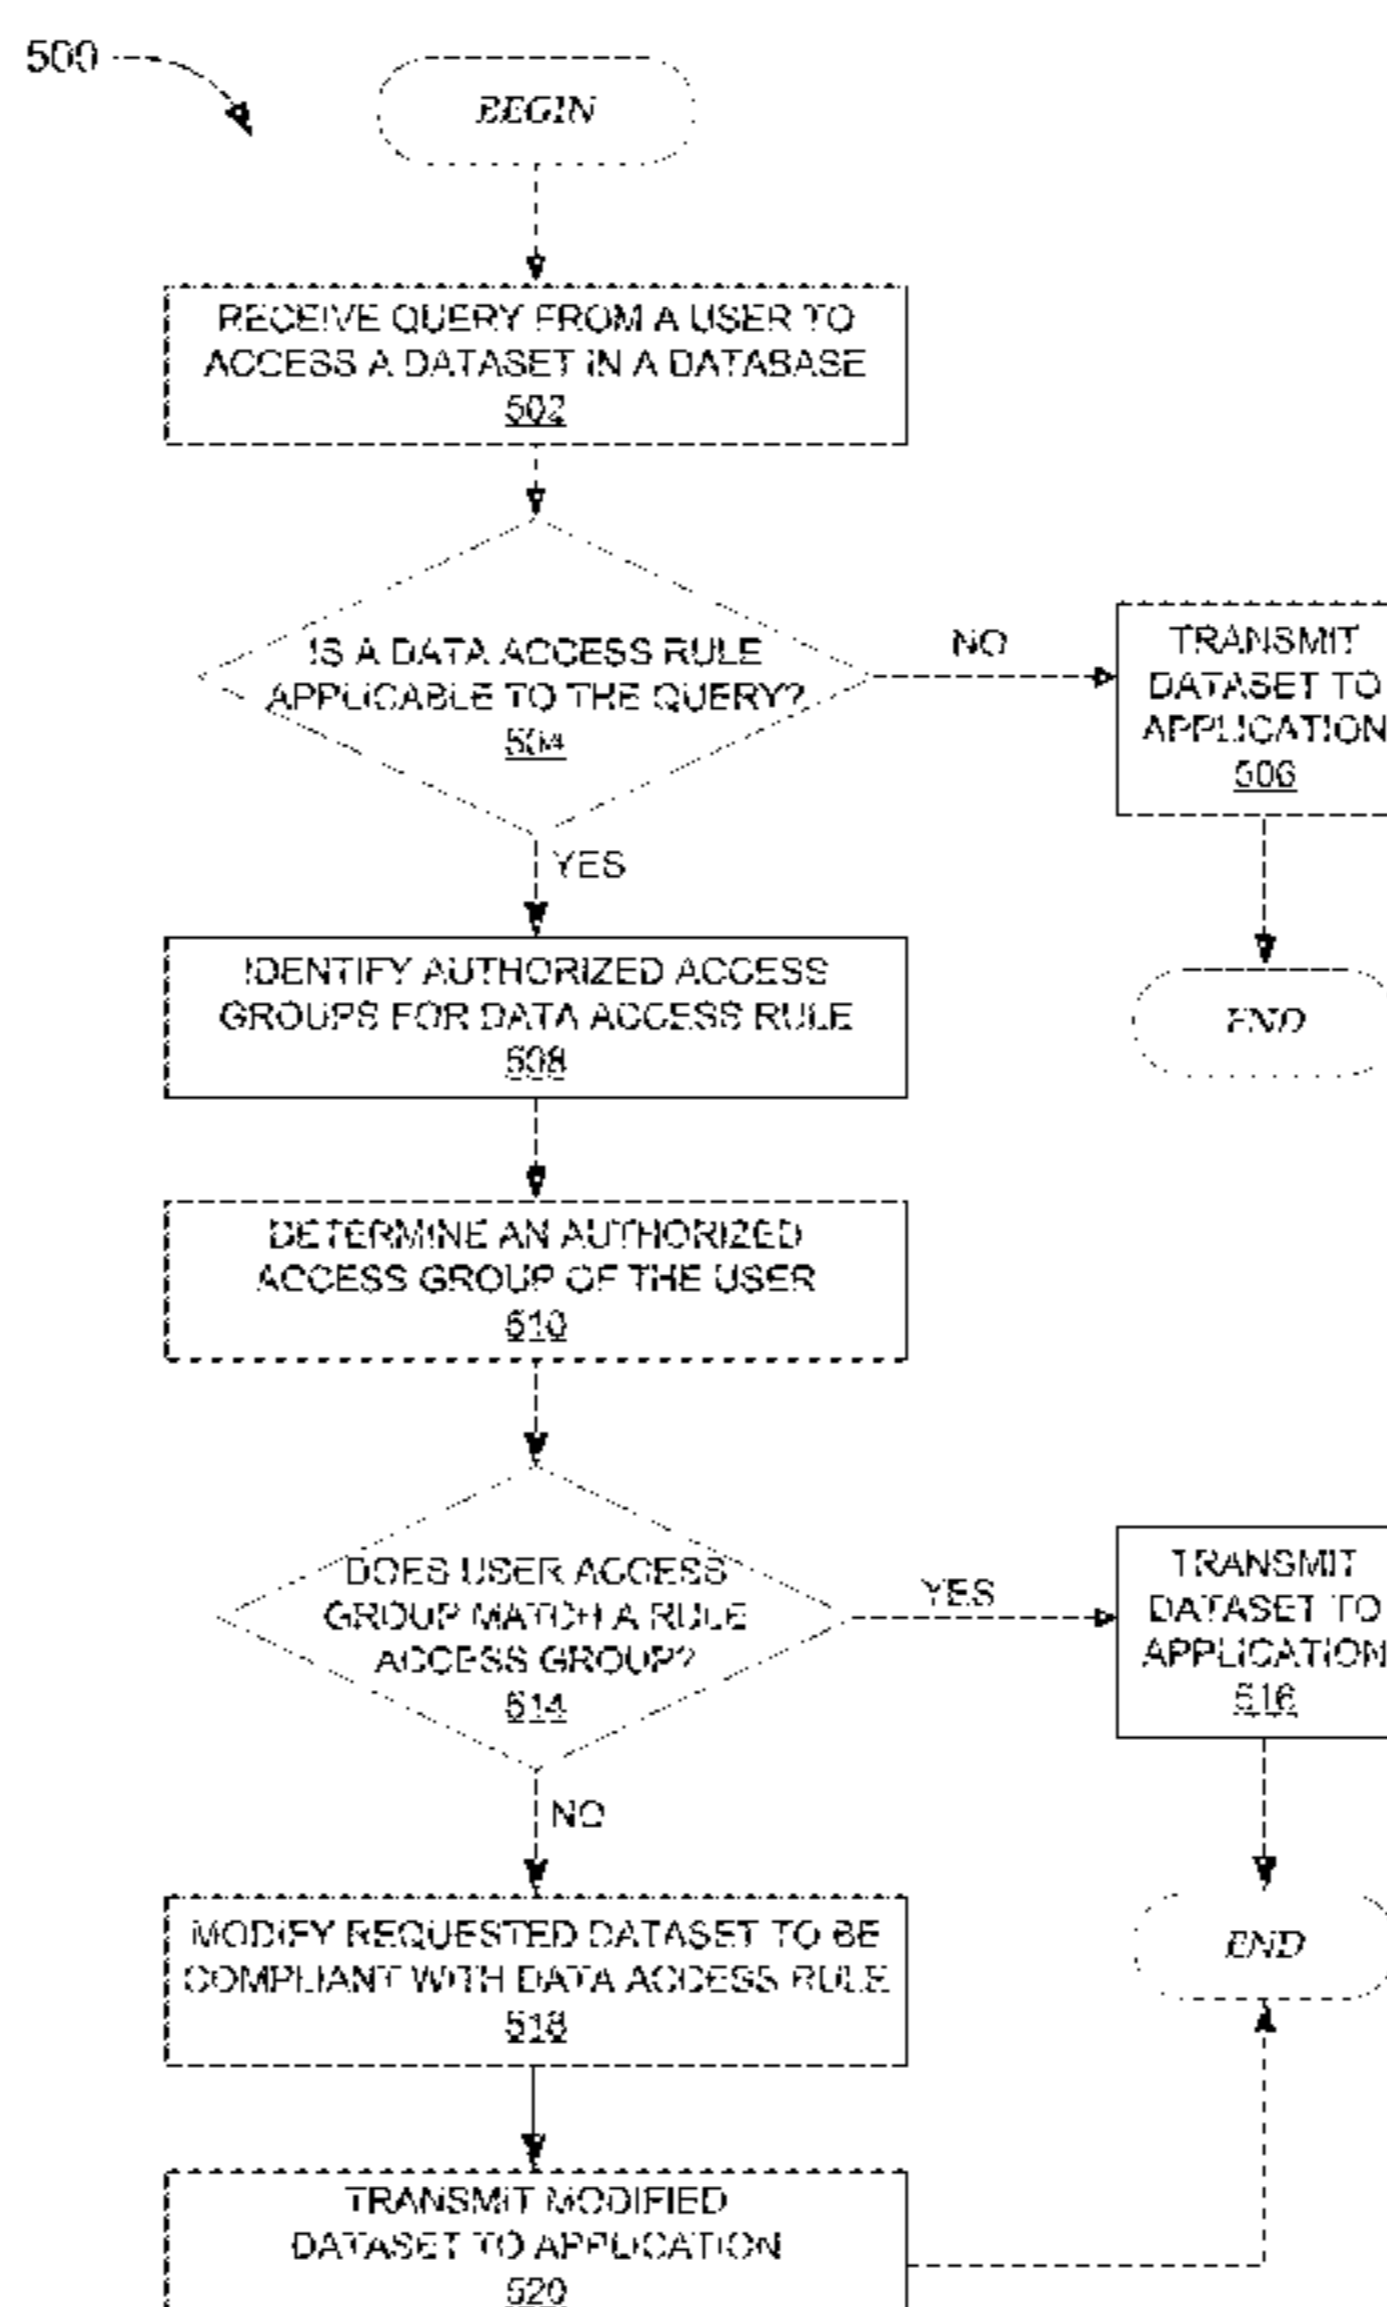 500
BEGIN
RECEIVE QUERY FROM A USER TO
ACCESS A DATASET IN A DATABASE
502
IS A DATA ACCESS RULE
APPLICABLE TO THE QUERY?
504
NO
TRANSMIT
DATASET TO
APPLICATION
506
END
YES
IDENTIFY AUTHORIZED ACCESS
GROUPS FOR DATA ACCESS RULE
508
DETERMINE AN AUTHORIZED
ACCESS GROUP OF THE USER
510
DOES USER ACCESS
GROUP MATCH A RULE
ACCESS GROUP?
514
YES
TRANSMIT
DATASET TO
APPLICATION
516
END
NO
MODIFY REQUESTED DATASET TO BE
COMPLIANT WITH DATA ACCESS RULE
518
TRANSMIT MODIFIED
DATASET TO APPLICATION
520